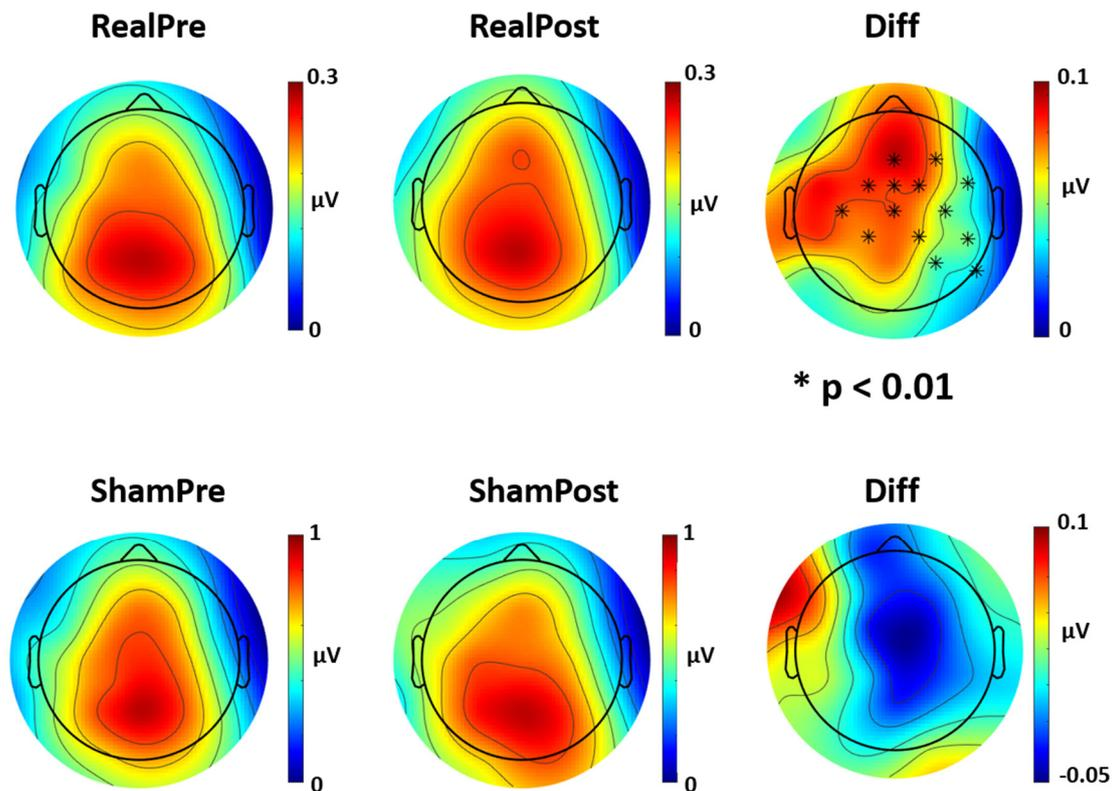 RealPre RealPost Diff
0.3 0.3 0.1
μV μV μV
0 0 0
* p < 0.01
ShamPre ShamPost Diff
1 1 0.1
μV μV μV
0 0 -0.05